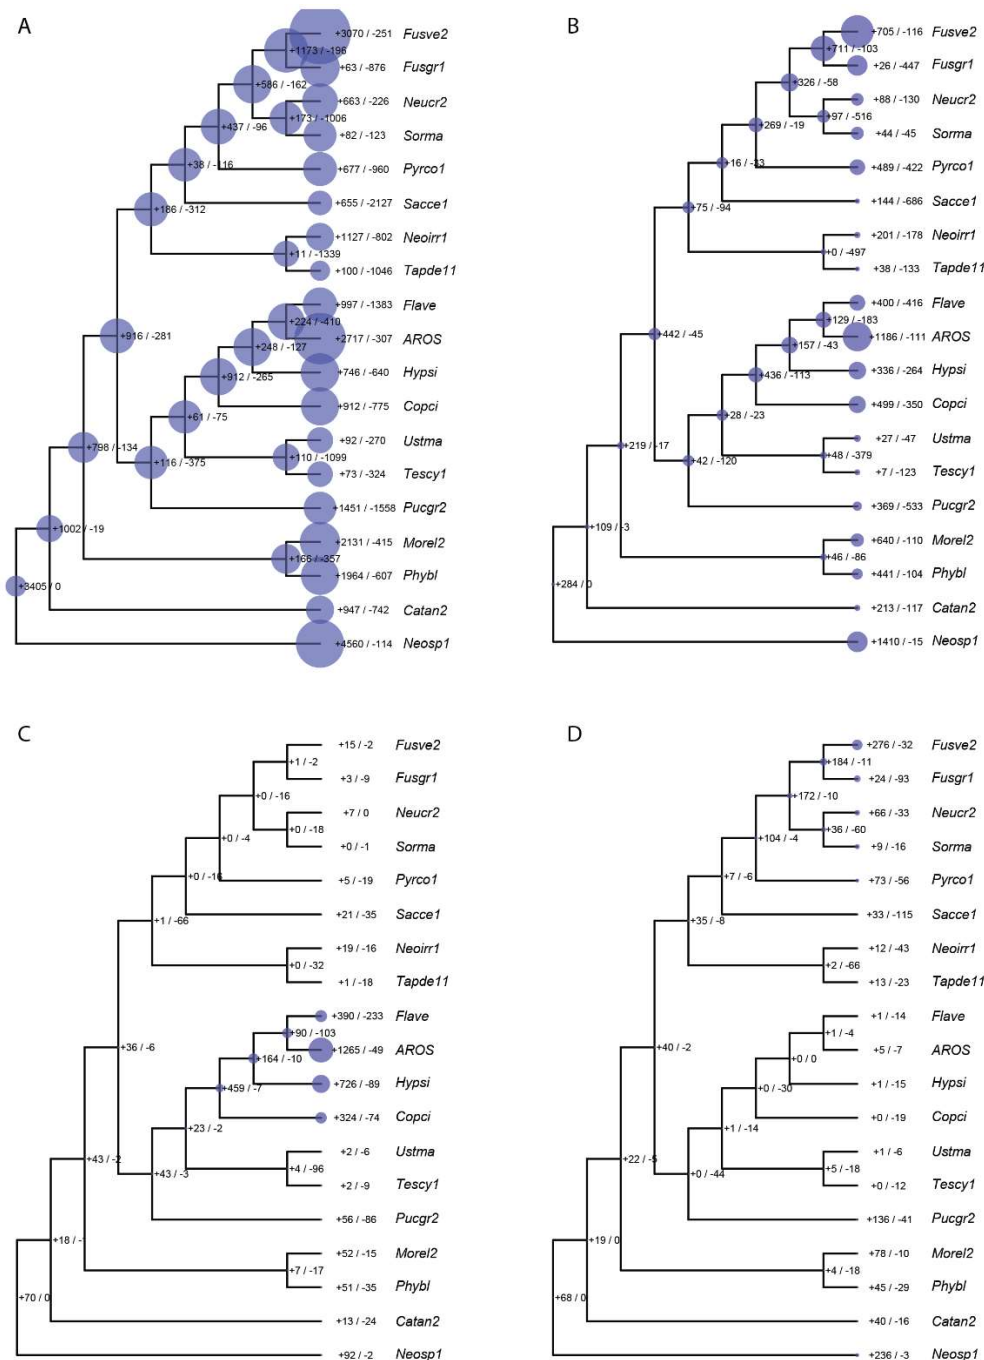 A
+3070 / -251 Fusve2
+1173 / -196
+63 / -876 Fusgr1
+586 / -162
+663 / -226 Neucr2
+173 / -1006
+437 / -96
+82 / -123 Sorma
+38 / -116
+677 / -960 Pyrco1
+655 / -2127 Sacce1
+186 / -312
+1127 / -802 Neoirr1
+11 / -1339
+100 / -1046 Tapde11
+997 / -1383 Flave
+224 / -410
+916 / -281
+2717 / -307 AROS
+248 / -127
+746 / -640 Hypsi
+912 / -265
+912 / -775 Copci
+61 / -75
+92 / -270 Ustma
+798 / -134
+110 / -1099
+116 / -375
+73 / -324 Tescy1
+1451 / -1558 Pucgr2
+1002 / -19
+2131 / -415 Morel2
+166 / -357
+1964 / -607 Phybl
+3405 / 0
+947 / -742 Catan2
+4560 / -114 Neosp1
B
+705 / -116 Fusve2
+711 / -103
+26 / -447 Fusgr1
+326 / -58
+88 / -130 Neucr2
+97 / -516
+269 / -19
+44 / -45 Sorma
+16 / -33
+489 / -422 Pyrco1
+144 / -686 Sacce1
+75 / -94
+201 / -178 Neoirr1
+0 / -497
+38 / -133 Tapde11
+400 / -416 Flave
+129 / -183
+442 / -45
+1186 / -111 AROS
+157 / -43
+336 / -264 Hypsi
+436 / -113
+499 / -350 Copci
+28 / -23
+27 / -47 Ustma
+219 / -17
+48 / -379
+42 / -120
+7 / -123 Tescy1
+369 / -533 Pucgr2
+109 / -3
+640 / -110 Morel2
+46 / -86
+441 / -104 Phybl
+284 / 0
+213 / -117 Catan2
+1410 / -15 Neosp1
C
+15 / -2 Fusve2
+1 / -2
+3 / -9 Fusgr1
+0 / -16
+7 / 0 Neucr2
+0 / -18
+0 / -4
+0 / -1 Sorma
+0 / -16
+5 / -19 Pyrco1
+21 / -35 Sacce1
+1 / -66
+19 / -16 Neoirr1
+0 / -32
+1 / -18 Tapde11
+390 / -233 Flave
+90 / -103
+36 / -6
+1265 / -49 AROS
+164 / -10
+726 / -89 Hypsi
+459 / -7
+324 / -74 Copci
+23 / -2
+2 / -6 Ustma
+43 / -2
+4 / -96
+43 / -3
+2 / -9 Tescy1
+56 / -86 Pucgr2
+18 / -
+52 / -15 Morel2
+7 / -17
+51 / -35 Phybl
+70 / 0
+13 / -24 Catan2
+92 / -2 Neosp1
D
+276 / -32 Fusve2
+184 / -11
+24 / -93 Fusgr1
+172 / -10
+66 / -33 Neucr2
+36 / -60
+104 / -4
+9 / -16 Sorma
+7 / -6
+73 / -56 Pyrco1
+33 / -115 Sacce1
+35 / -8
+12 / -43 Neoirr1
+2 / -66
+13 / -23 Tapde11
+1 / -14 Flave
+1 / -4
+40 / -2
+5 / -7 AROS
+0 / 0
+1 / -15 Hypsi
+0 / -30
+0 / -19 Copci
+1 / -14
+1 / -6 Ustma
+22 / -5
+5 / -18
+0 / -44
+0 / -12 Tescy1
+136 / -41 Pucgr2
+19 / 0
+78 / -10 Morel2
+4 / -18
+45 / -29 Phybl
+68 / 0
+40 / -16 Catan2
+236 / -3 Neosp1